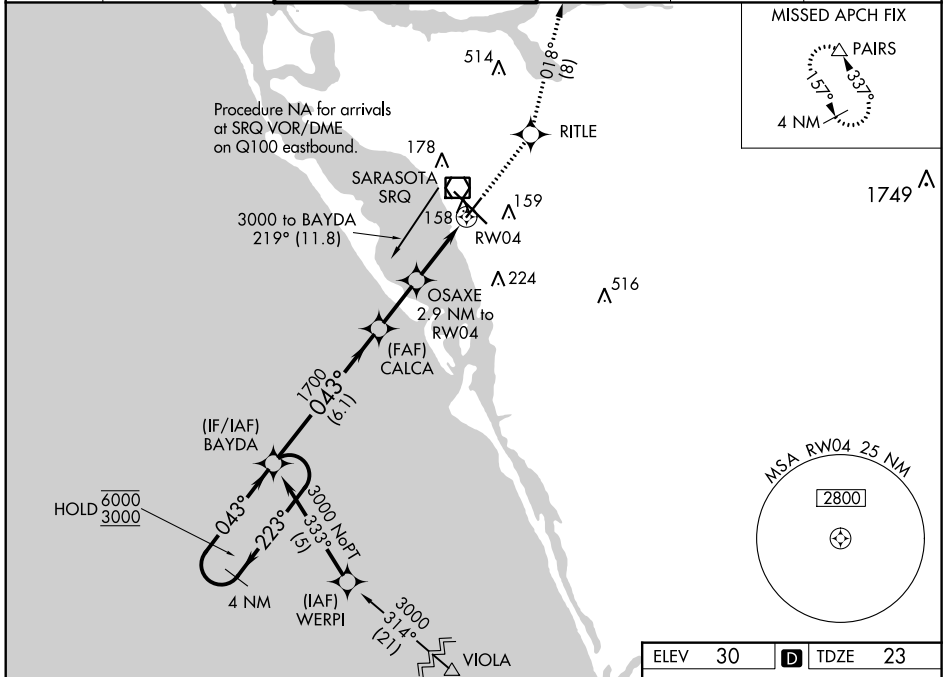 MISSED APCH FIX
PAIRS
157°
337°
4 NM
514
018°
(8)
Procedure NA for arrivals
at SRQ VOR/DME
on Q100 eastbound.
RITLE
178
SARASOTA
SRQ
1749
159
158
3000 to BAYDA
219° (11.8)
RW04
224
516
OSAXE
2.9 NM to
RW04
(FAF)
CALCA
1700
043°
(6.1)
(IF/IAF)
BAYDA
MSA RW04 25 NM
2800
HOLD
6000
3000
043°
223°
3000 NoPT
333°
(5)
4 NM
(IAF)
WERPI
3000
314°
(21)
VIOLA
ELEV 30
D
TDZE 23